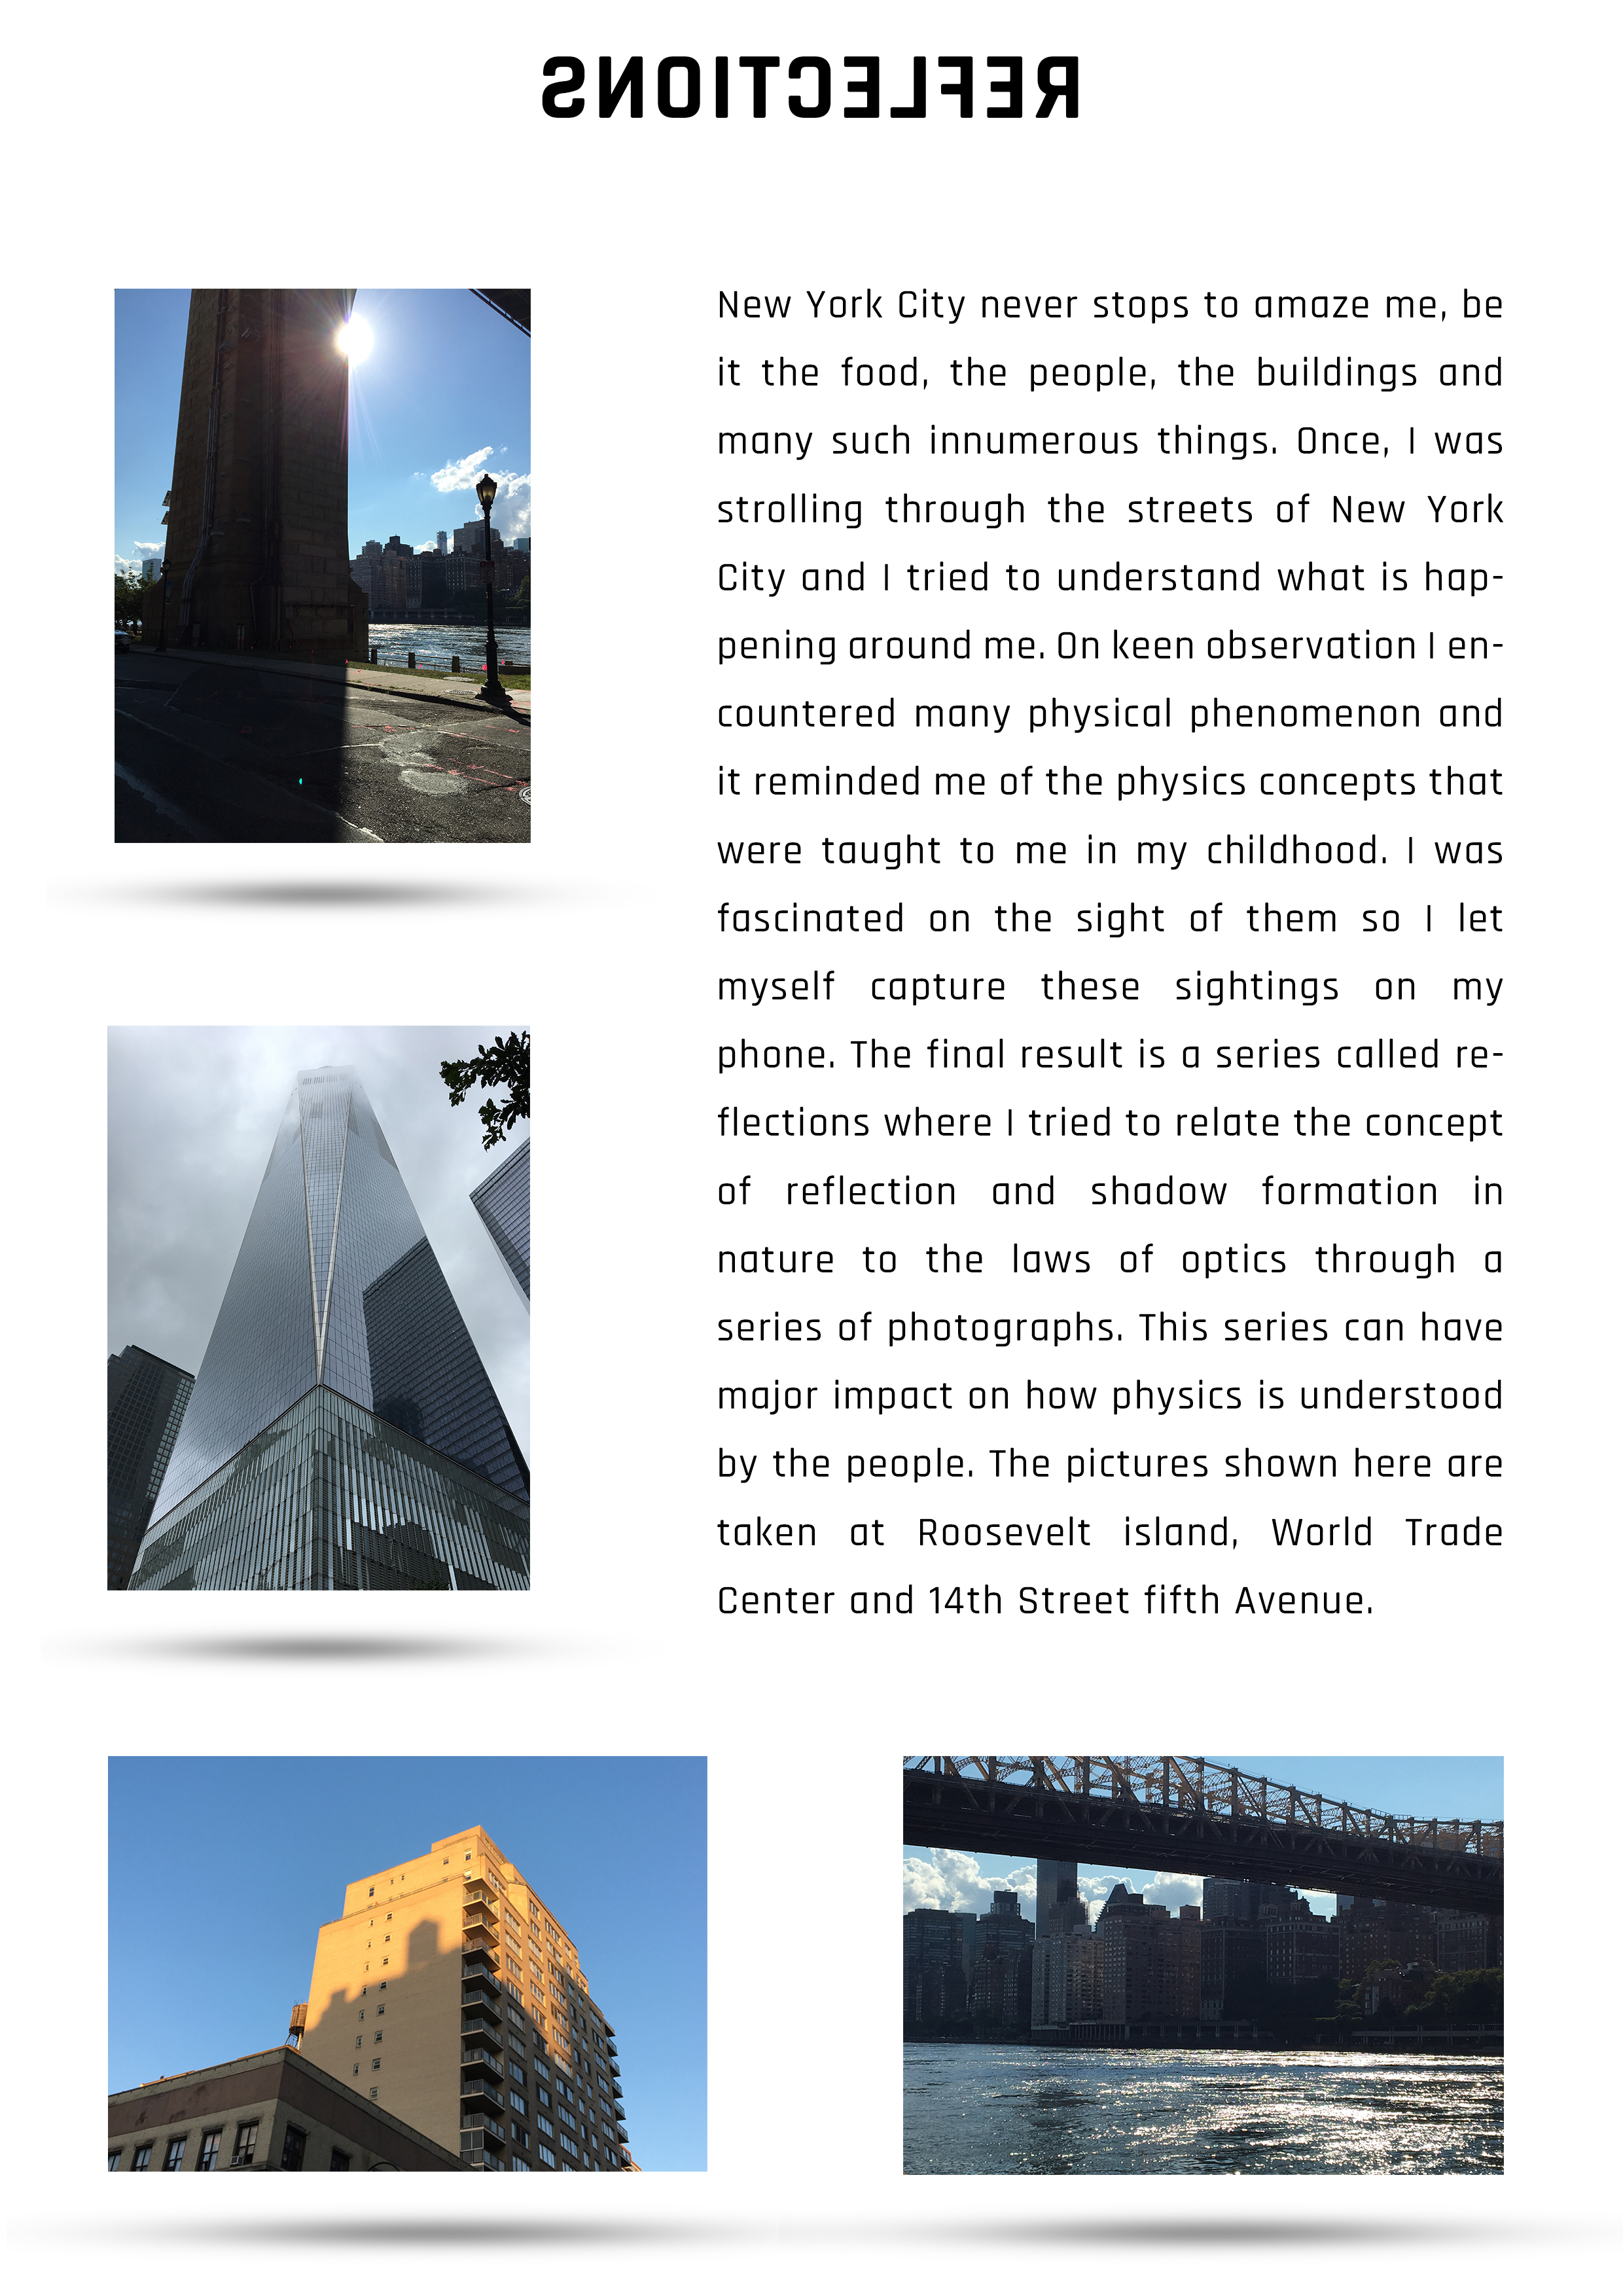 REFLECTIONS
New York City never stops to amaze me, be
it the food, the people, the buildings and
many such innumerous things. Once, I was
strolling through the streets of New York
City and I tried to understand what is hap-
pening around me. On keen observation I en-
countered many physical phenomenon and
it reminded me of the physics concepts that
were taught to me in my childhood. I was
fascinated on the sight of them so I let
myself capture these sightings on my
phone. The final result is a series called re-
flections where I tried to relate the concept
of reflection and shadow formation in
nature to the laws of optics through a
series of photographs. This series can have
major impact on how physics is understood
by the people. The pictures shown here are
taken at Roosevelt island, World Trade
Center and 14th Street fifth Avenue.